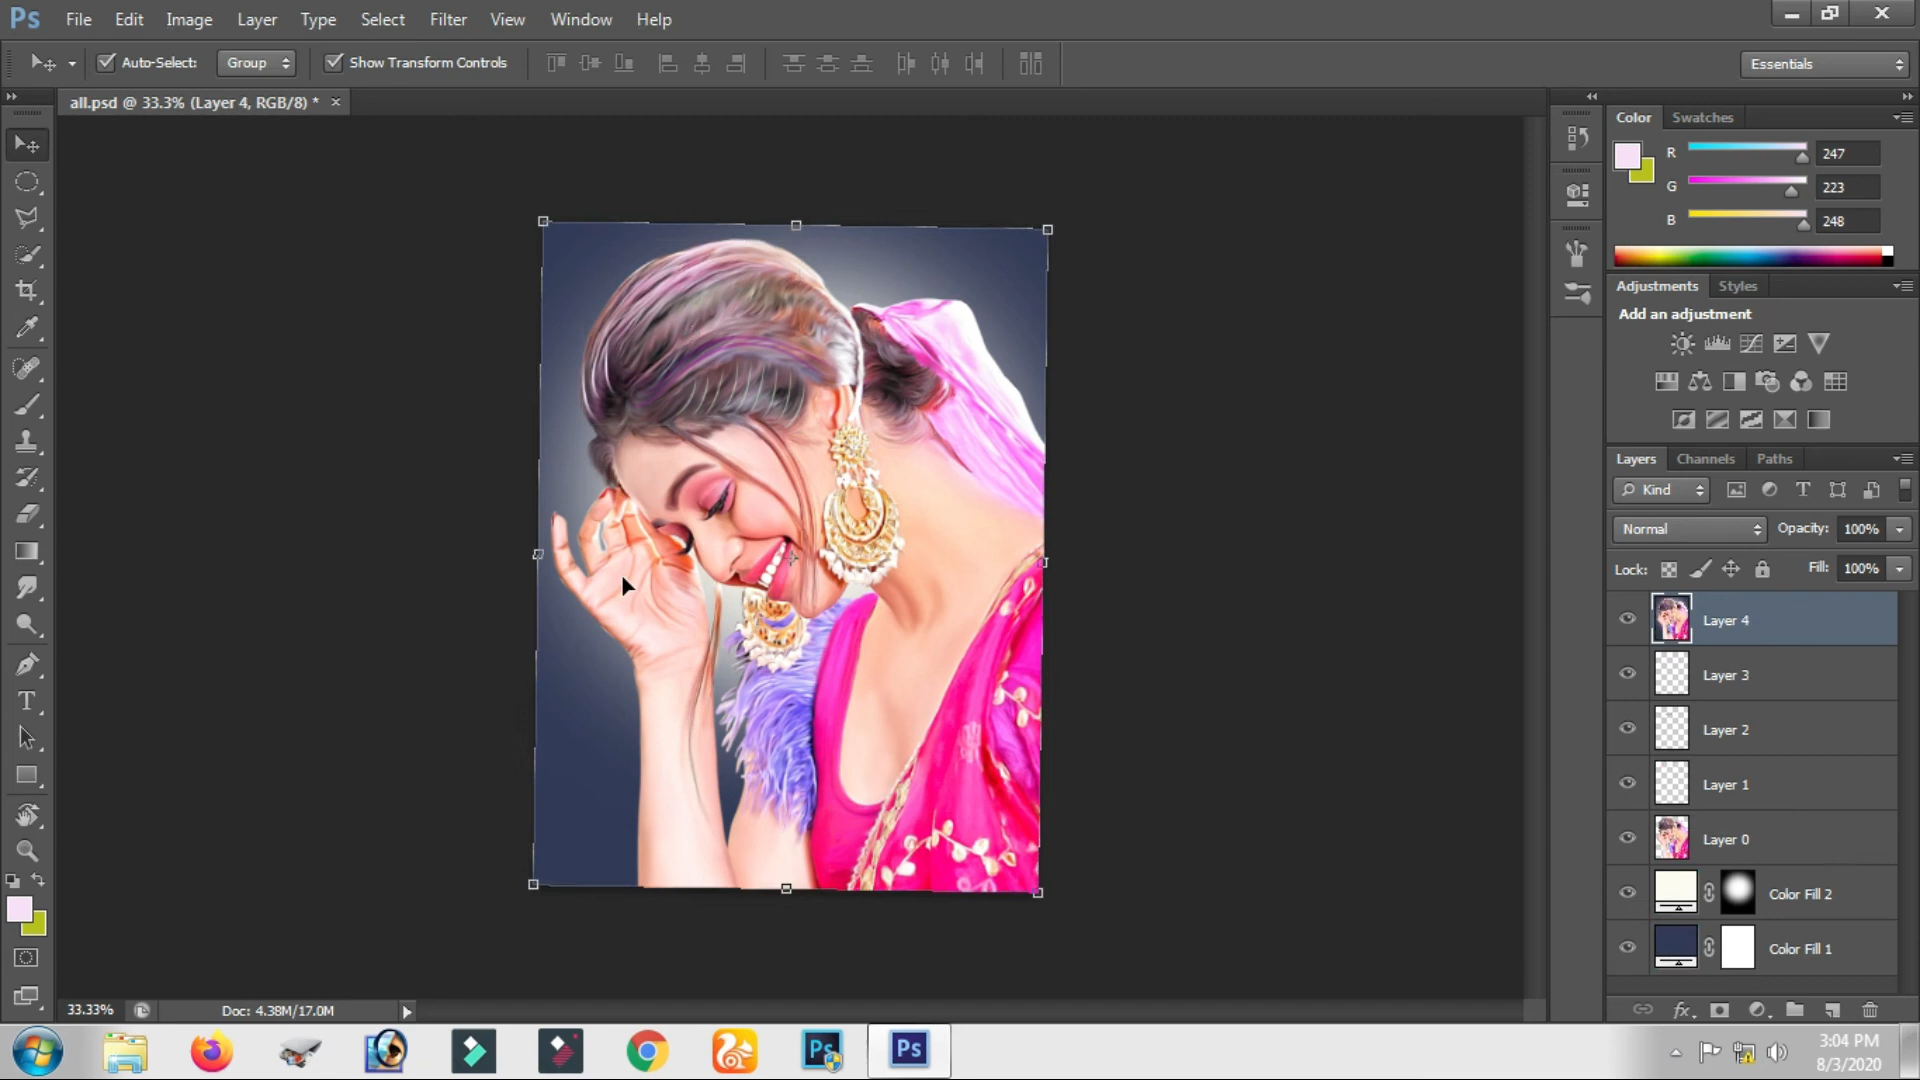 Ps File Edit Image Layer Type Select Filter View Window Help
Auto-Select: Group Show Transform Controls Essentials
all.psd @ 33.3% (Layer 4, RGB/8) * ×
Color Swatches
R 247
G 223
B 248
Adjustments Styles
Add an adjustment
Layers Channels Paths
Kind
Normal Opacity: 100%
Lock: Fill: 100%
Layer 4
Layer 3
Layer 2
Layer 1
Layer 0
Color Fill 2
Color Fill 1
33.33% Doc: 4.38M/17.0M
fx
Ps Ps
3:04 PM
8/3/2020